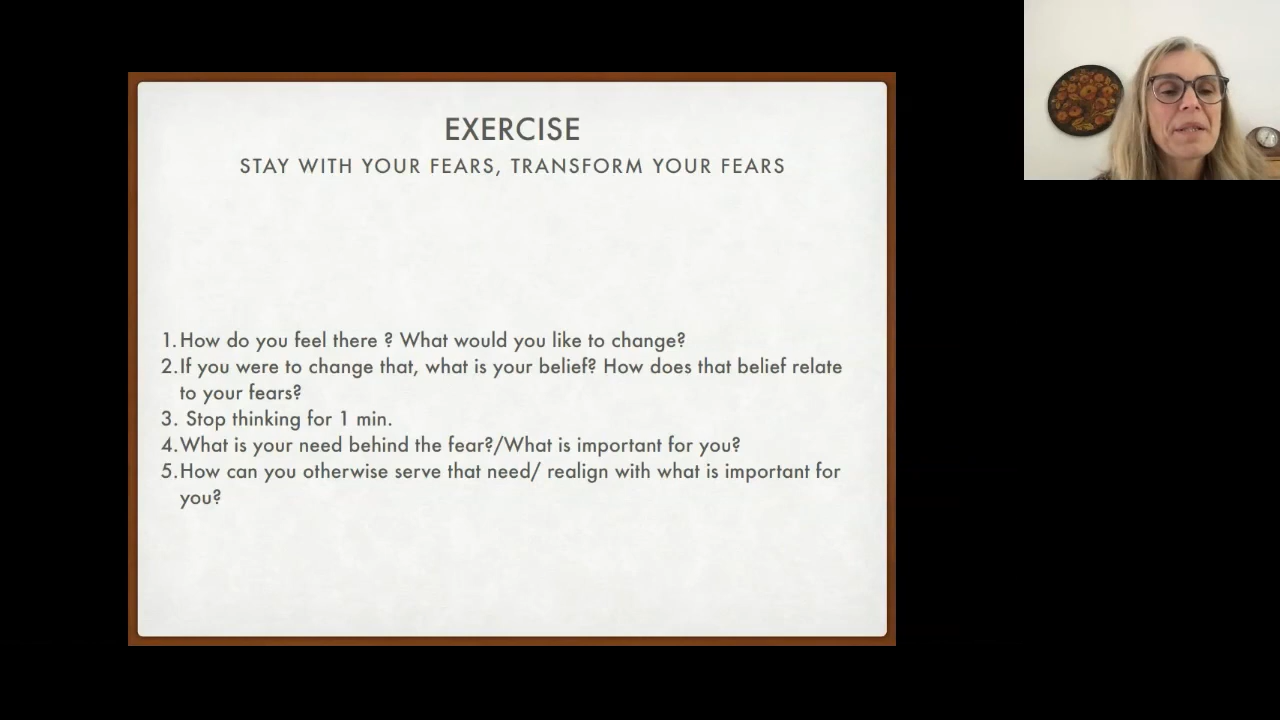 EXERCISE
STAY WITH YOUR FEARS, TRANSFORM YOUR FEARS
1. How do you feel there ? What would you like to change?
2. If you were to change that, what is your belief? How does that belief relate
to your fears?
3. Stop thinking for 1 min.
4. What is your need behind the fear?/What is important for you?
5. How can you otherwise serve that need/ realign with what is important for
you?